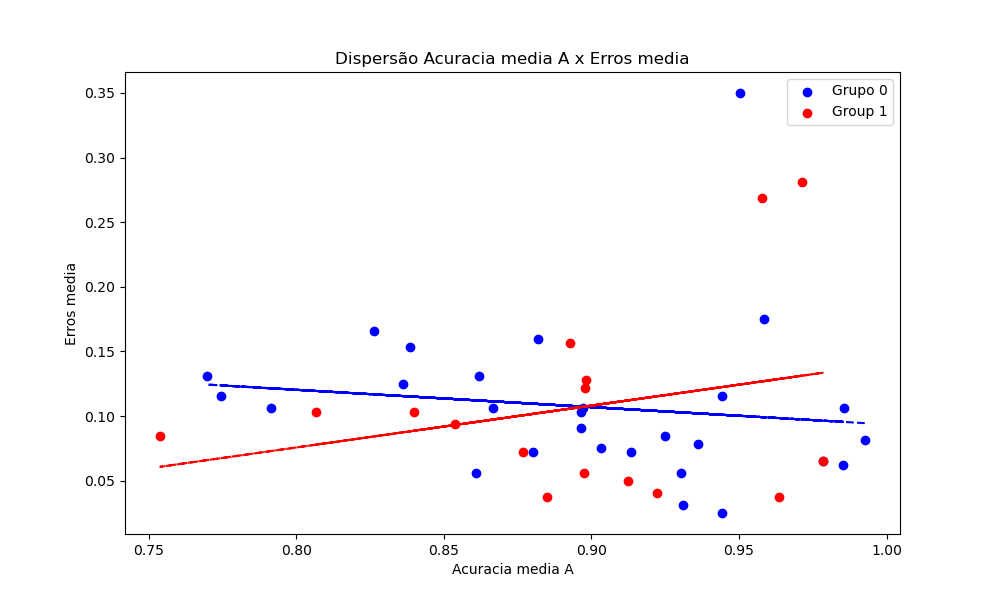 Dispersão Acuracia media A x Erros media
Grupo 0
Group 1
Erros media
0.35
0.30
0.25
0.20
0.15
0.10
0.05
0.75 0.80 0.85 0.90 0.95 1.00
Acuracia media A